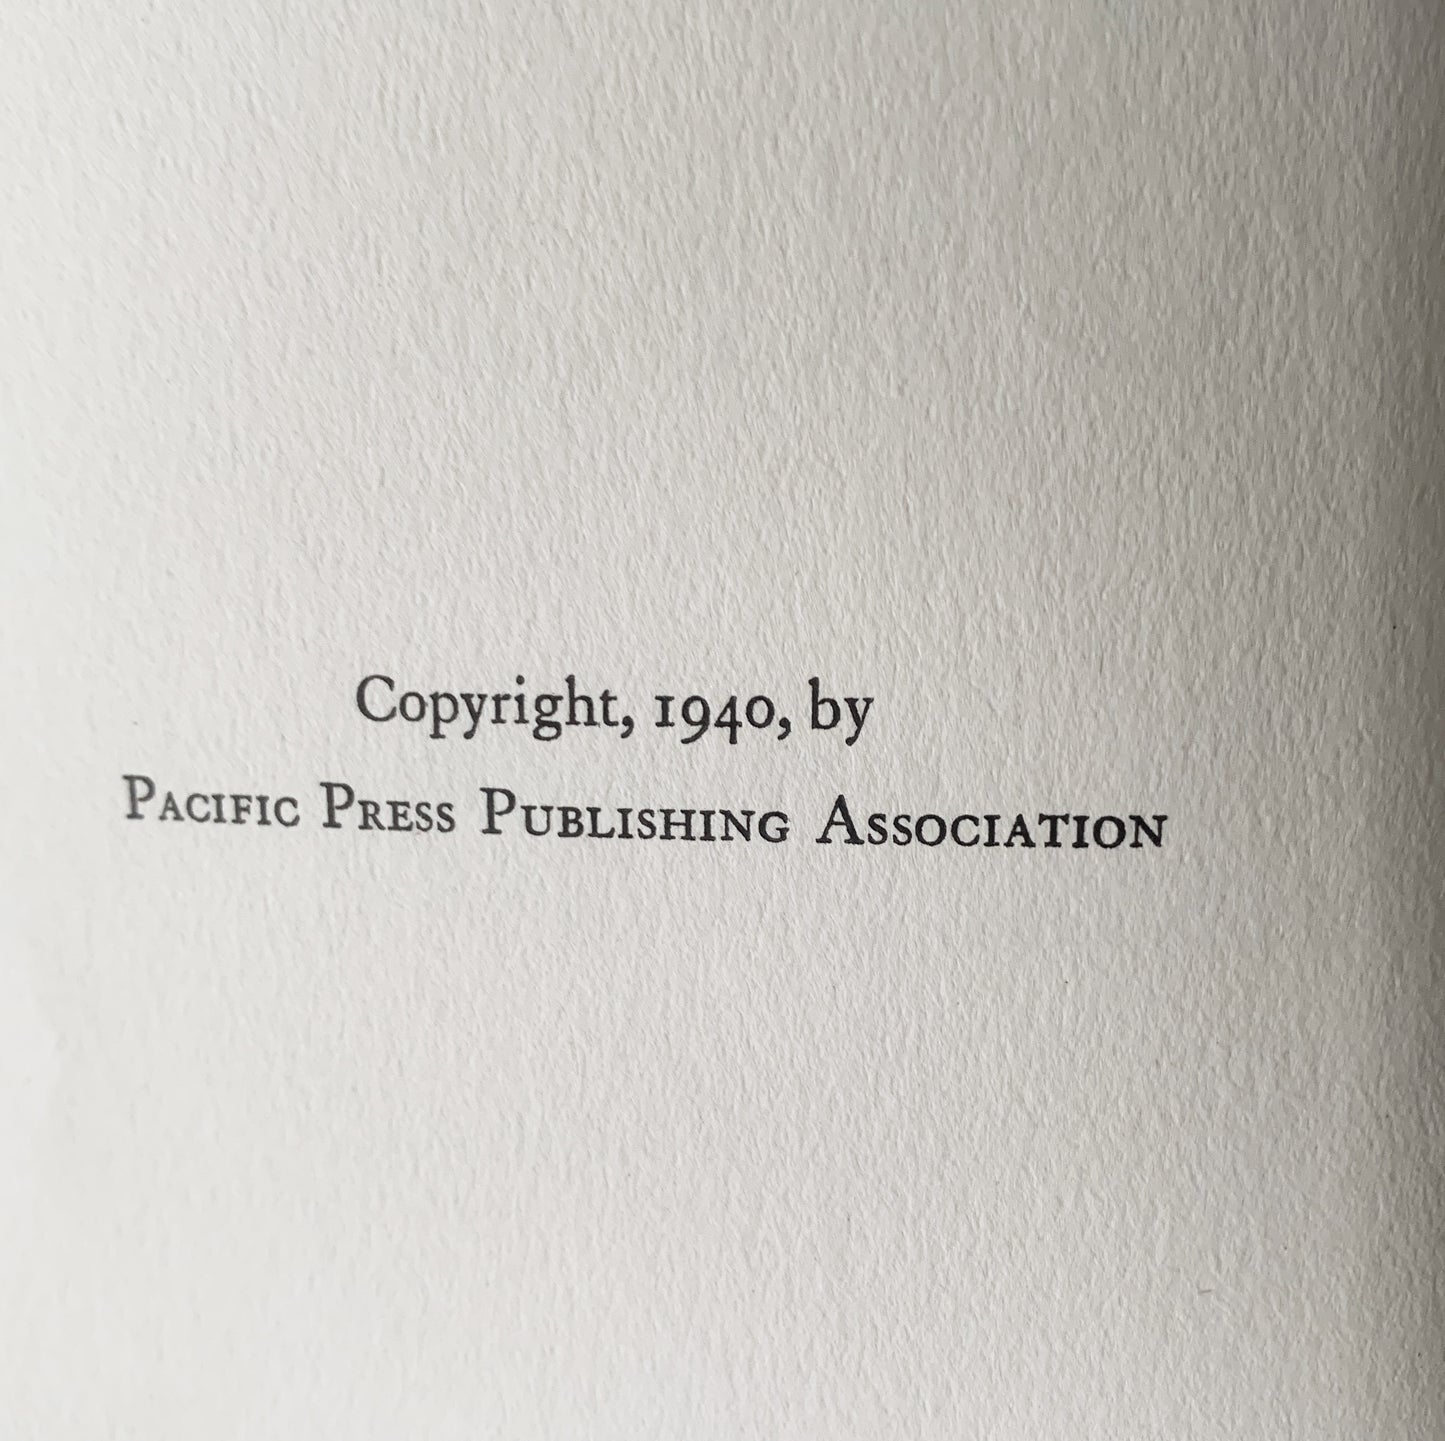 Copyright, 1940, by
Pacific Press Publishing Association